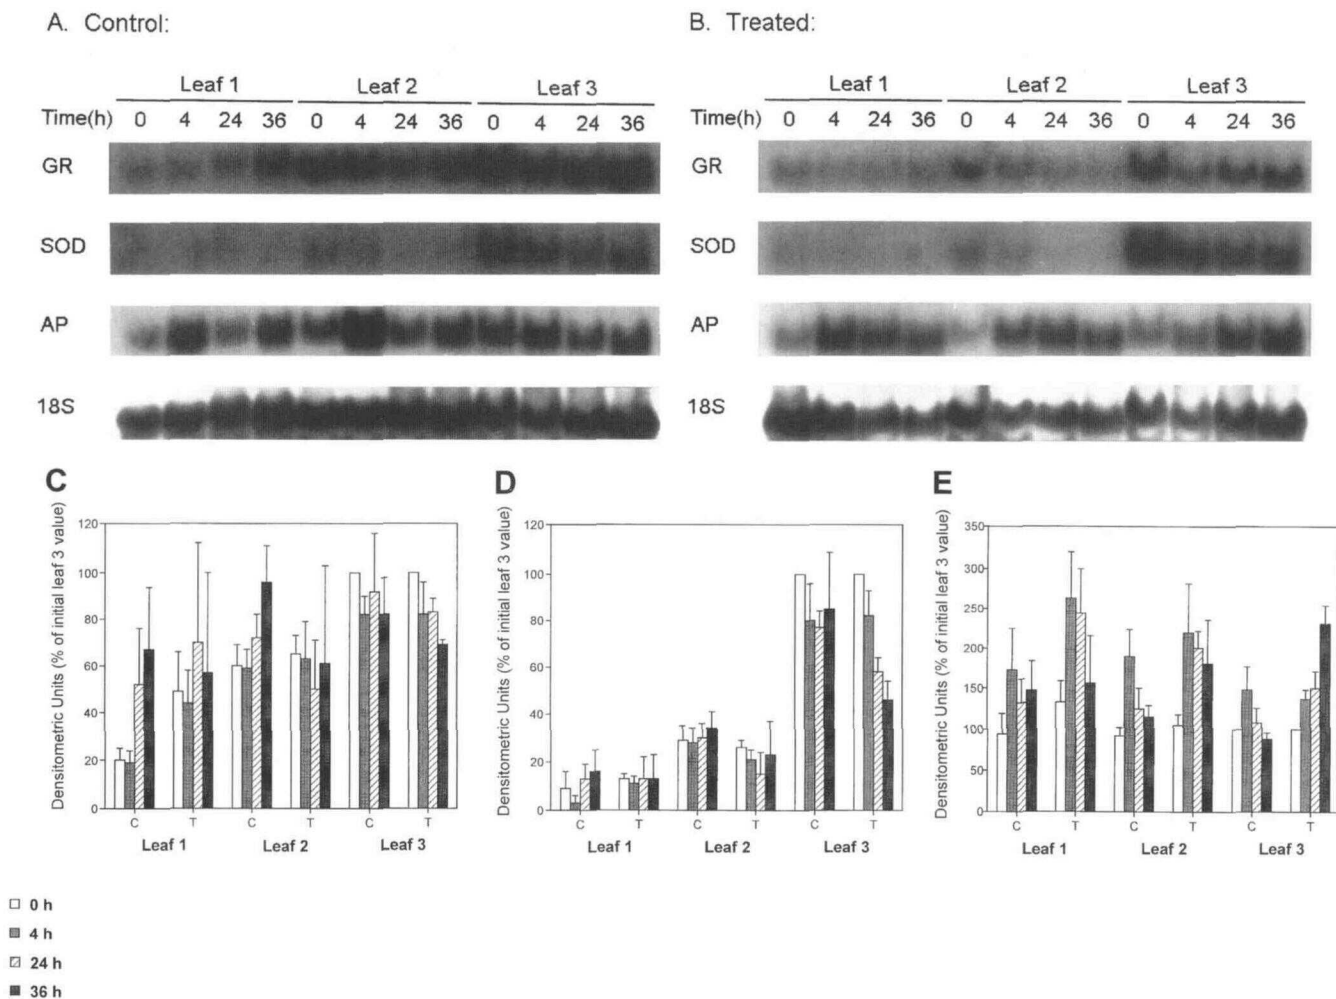 A. Control:
B. Treated:
Leaf 1 Leaf 2 Leaf 3
Time(h) 0 4 24 36 0 4 24 36 0 4 24 36
GR
SOD
AP
18S
Leaf 1 Leaf 2 Leaf 3
Time(h) 0 4 24 36 0 4 24 36 0 4 24 36
GR
SOD
AP
18S
C
Densitometric Units (% of initial leaf 3 value)
120
100
80
60
40
20
0
C T C T C T
Leaf 1 Leaf 2 Leaf 3
D
Densitometric Units (% of initial leaf 3 value)
120
100
80
60
40
20
0
C T C T C T
Leaf 1 Leaf 2 Leaf 3
E
Densitometric Units (% of initial leaf 3 value)
350
300
250
200
150
100
50
0
C T C T C T
Leaf 1 Leaf 2 Leaf 3
0 h
4 h
24 h
36 h